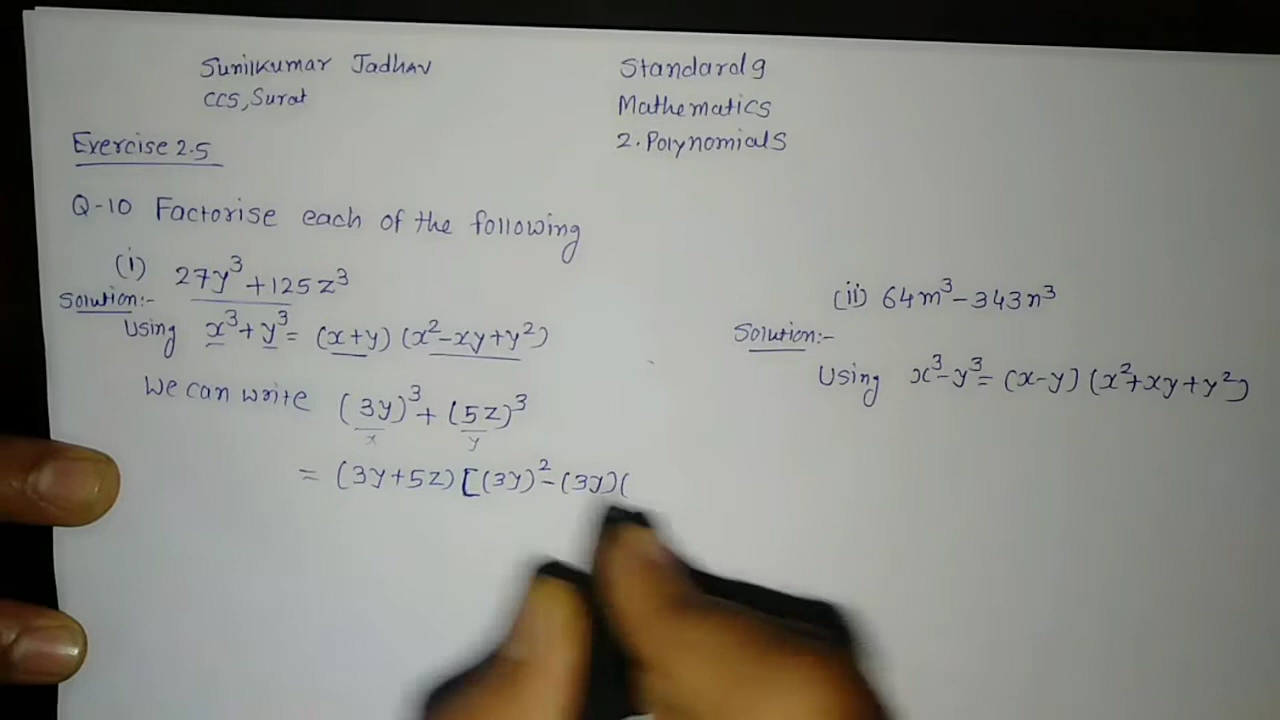 Sunilkumar Jadhav
CCS, Surat
Standard 9
Mathematics
2. Polynomials
Exercise 2.5
Q-10 Factorise each of the following
(i) 27y³ + 125z³
Solution:-
Using x³ + y³ = (x+y) (x² - xy + y²)
We can write (3y)³ + (5z)³
x y
= (3y + 5z) [(3y)² - (3y)(
(ii) 64m³ - 343n³
Solution:-
Using x³ - y³ = (x-y) (x² + xy + y²)